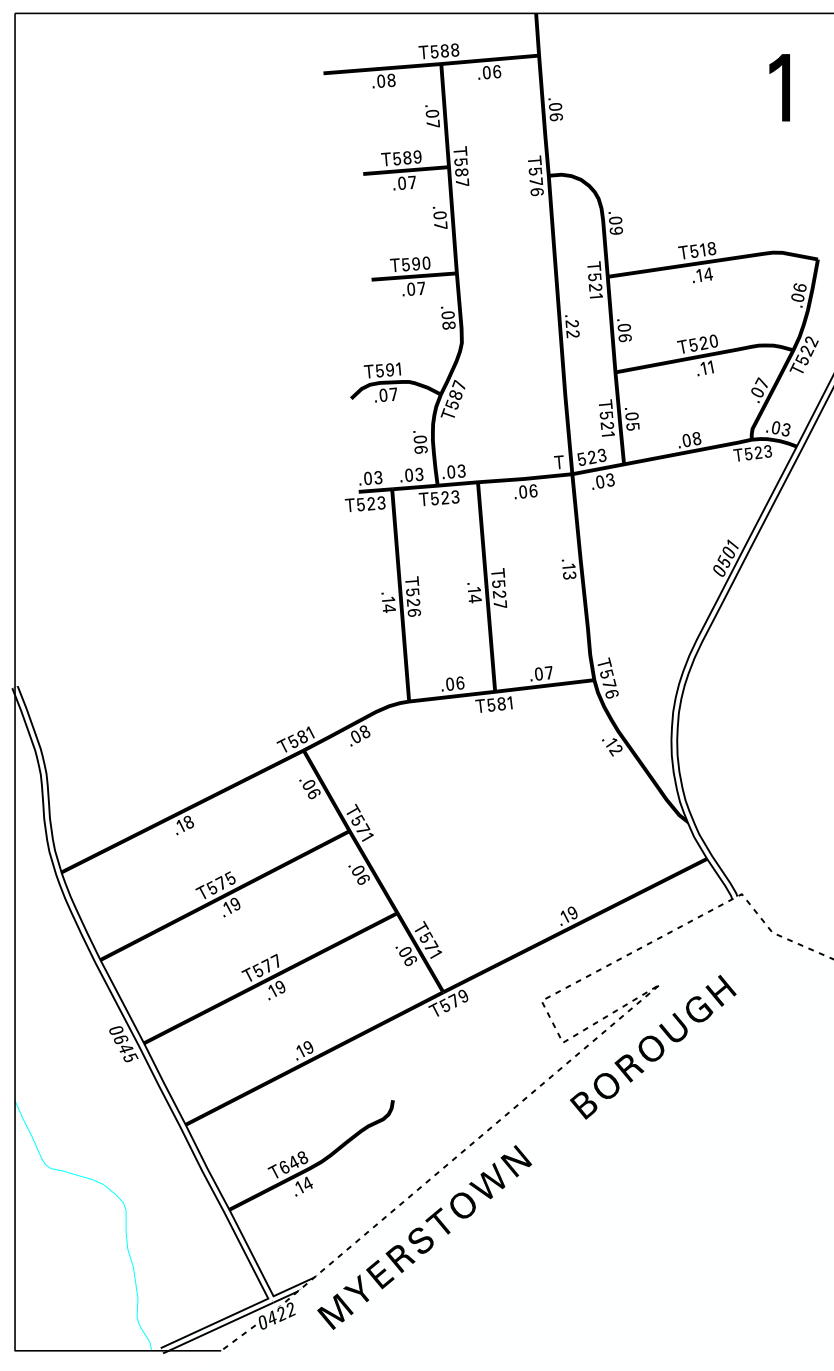 1
T588
.08
.06
.07
.06
T589
.07
T587
T576
.07
.09
T518
.14
T590
.07
T521
.06
.08
.22
.06
T520
.11
T522
T591
.07
T587
.07
T521
.05
.06
.08
.03
T523
T 523
.03
.03
.03
.03
T523
T523
.06
0501
.13
.14
T526
.14
T527
.06
.07
T576
T581
T581
.08
.12
.06
.18
T571
T575
.19
.06
T571
.19
T577
.19
.06
T579
0645
.19
T648
.14
MYERSTOWN BOROUGH
0422